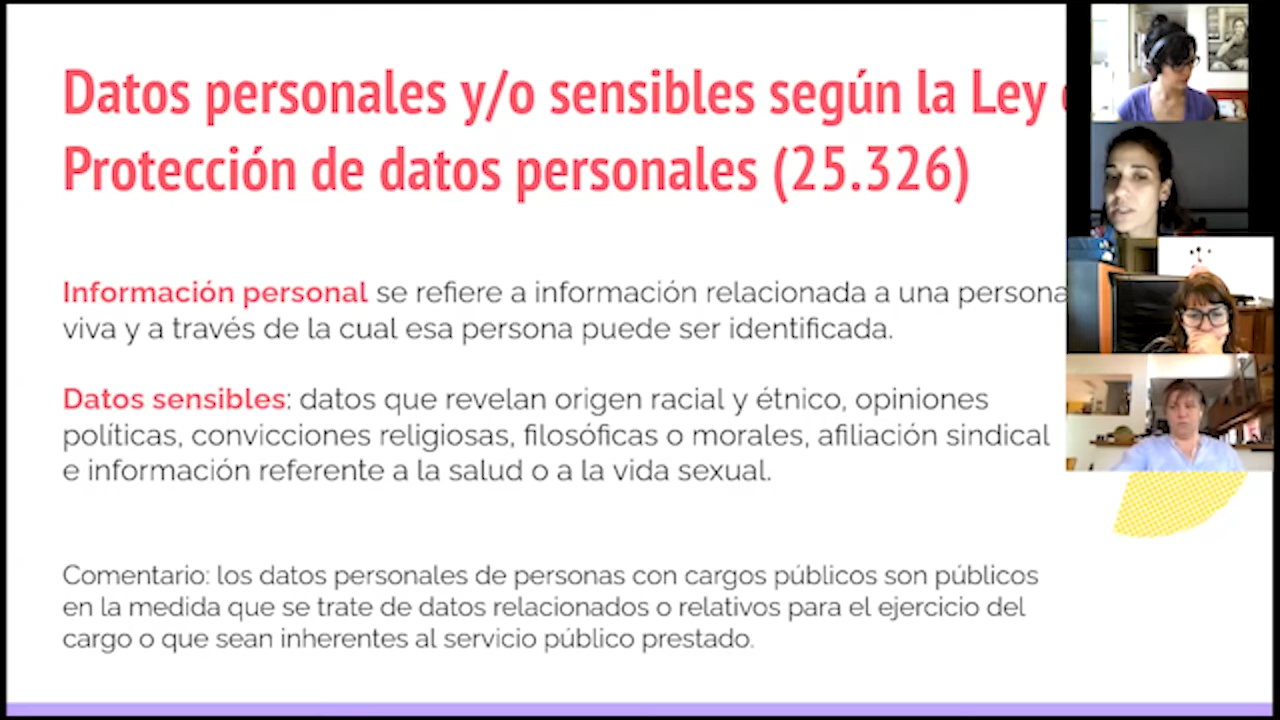 Datos personales y/o sensibles según la Ley
Protección de datos personales (25.326)
Información personal se refiere a información relacionada a una persona
viva y a través de la cual esa persona puede ser identificada.
Datos sensibles: datos que revelan origen racial y étnico, opiniones
políticas, convicciones religiosas, filosóficas o morales, afiliación sindical
e información referente a la salud o a la vida sexual.
Comentario: los datos personales de personas con cargos públicos son públicos
en la medida que se trate de datos relacionados o relativos para el ejercicio del
cargo o que sean inherentes al servicio público prestado.